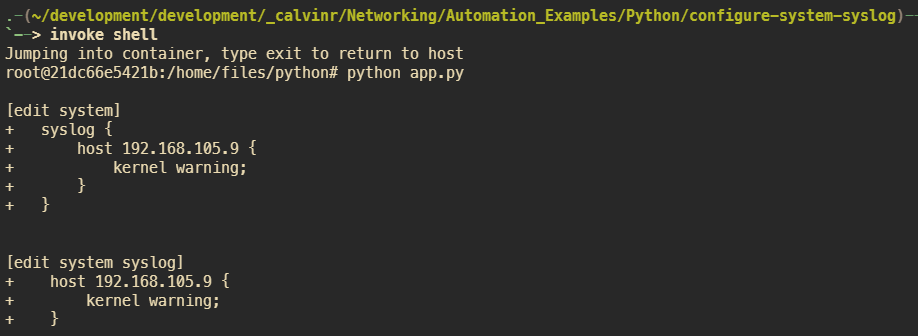 .-(~/development/development/_calvinr/Networking/Automation_Examples/Python/configure-system-syslog)--
`--> invoke shell
Jumping into container, type exit to return to host
root@21dc66e5421b:/home/files/python# python app.py

[edit system]
+   syslog {
+       host 192.168.105.9 {
+           kernel warning;
+       }
+   }

[edit system syslog]
+    host 192.168.105.9 {
+        kernel warning;
+    }